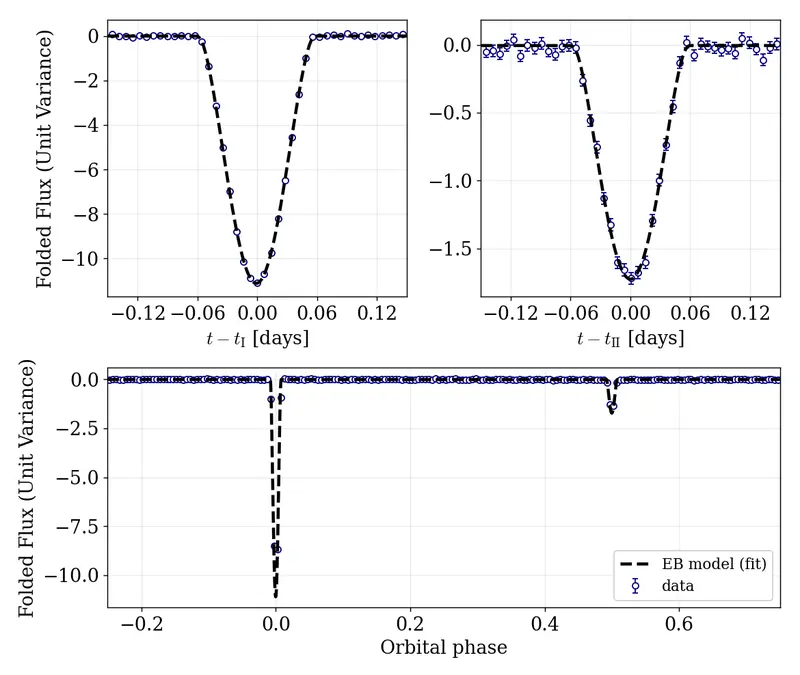 Folded Flux (Unit Variance)
0
−2
−4
−6
−8
−10
−0.12 −0.06 0.00 0.06 0.12
t − tI [days]
0.0
−0.5
−1.0
−1.5
−0.12 −0.06 0.00 0.06 0.12
t − tII [days]
Folded Flux (Unit Variance)
0.0
−2.5
−5.0
−7.5
−10.0
EB model (fit)
data
−0.2 0.0 0.2 0.4 0.6
Orbital phase